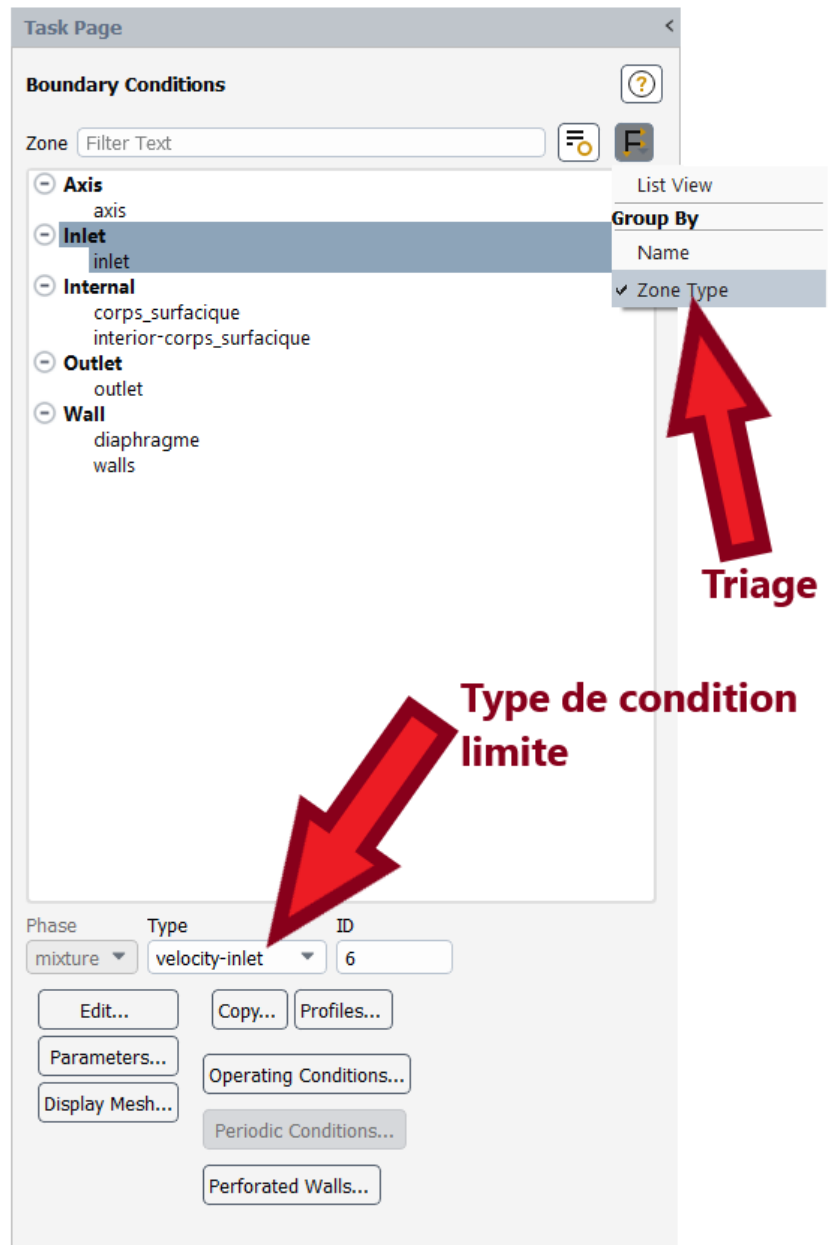 Task Page
Boundary Conditions
Zone Filter Text
List View
Group By
Name
Zone Type
Axis
axis
Inlet
inlet
Internal
corps_surfacique
interior-corps_surfacique
Outlet
outlet
Wall
diaphragme
walls
Triage
Type de condition
limite
Phase Type ID
mixture velocity-inlet 6
Edit... Copy... Profiles...
Parameters...
Operating Conditions...
Display Mesh...
Periodic Conditions...
Perforated Walls...